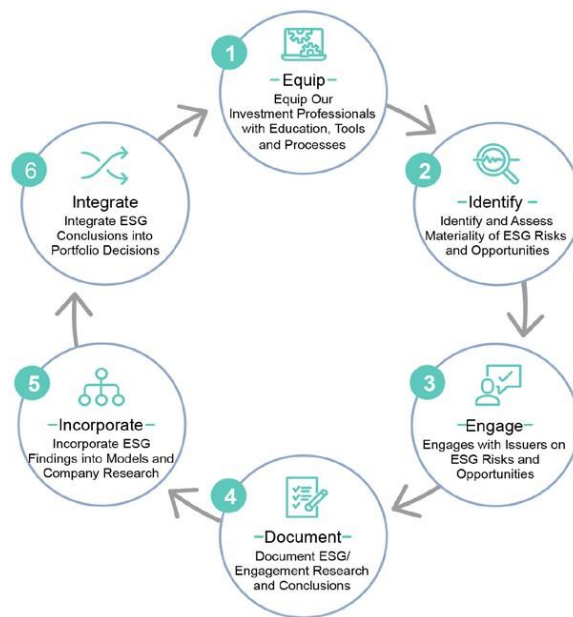 1
Equip
Equip Our
Investment Professionals
with Education, Tools
and Processes
2
Identify
Identify and Assess
Materiality of ESG Risks
and Opportunities
3
Engage
Engages with Issuers on
ESG Risks and
Opportunities
4
Document
Document ESG/
Engagement Research
and Conclusions
5
Incorporate
Incorporate ESG
Findings into Models and
Company Research
6
Integrate
Integrate ESG
Conclusions into
Portfolio Decisions